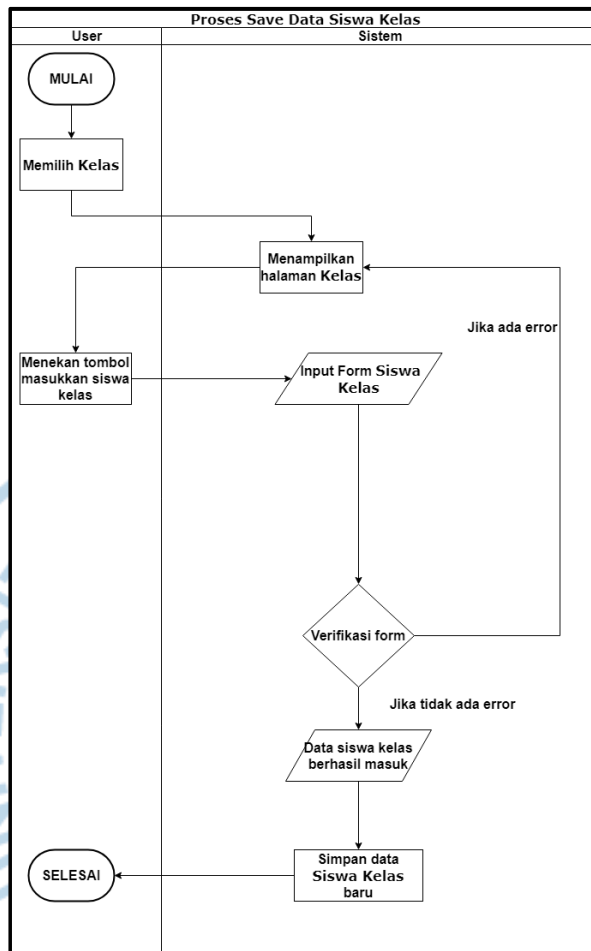 Proses Save Data Siswa Kelas
User
Sistem
MULAI
Memilih Kelas
Menampilkan
halaman Kelas
Jika ada error
Menekan tombol
masukkan siswa
kelas
Input Form Siswa
Kelas
Verifikasi form
Jika tidak ada error
Data siswa kelas
berhasil masuk
Simpan data
Siswa Kelas
baru
SELESAI